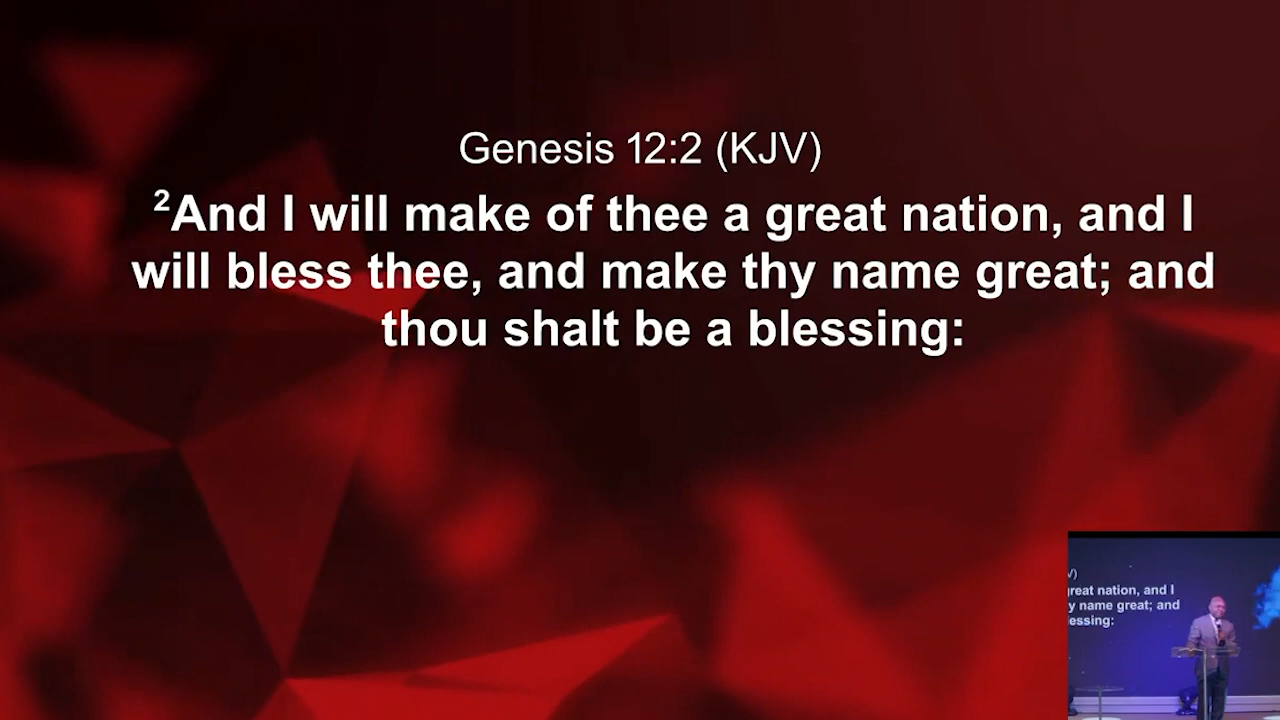 Genesis 12:2 (KJV)
²And I will make of thee a great nation, and I
will bless thee, and make thy name great; and
thou shalt be a blessing:
V)
great nation, and I
y name great; and
lessing: